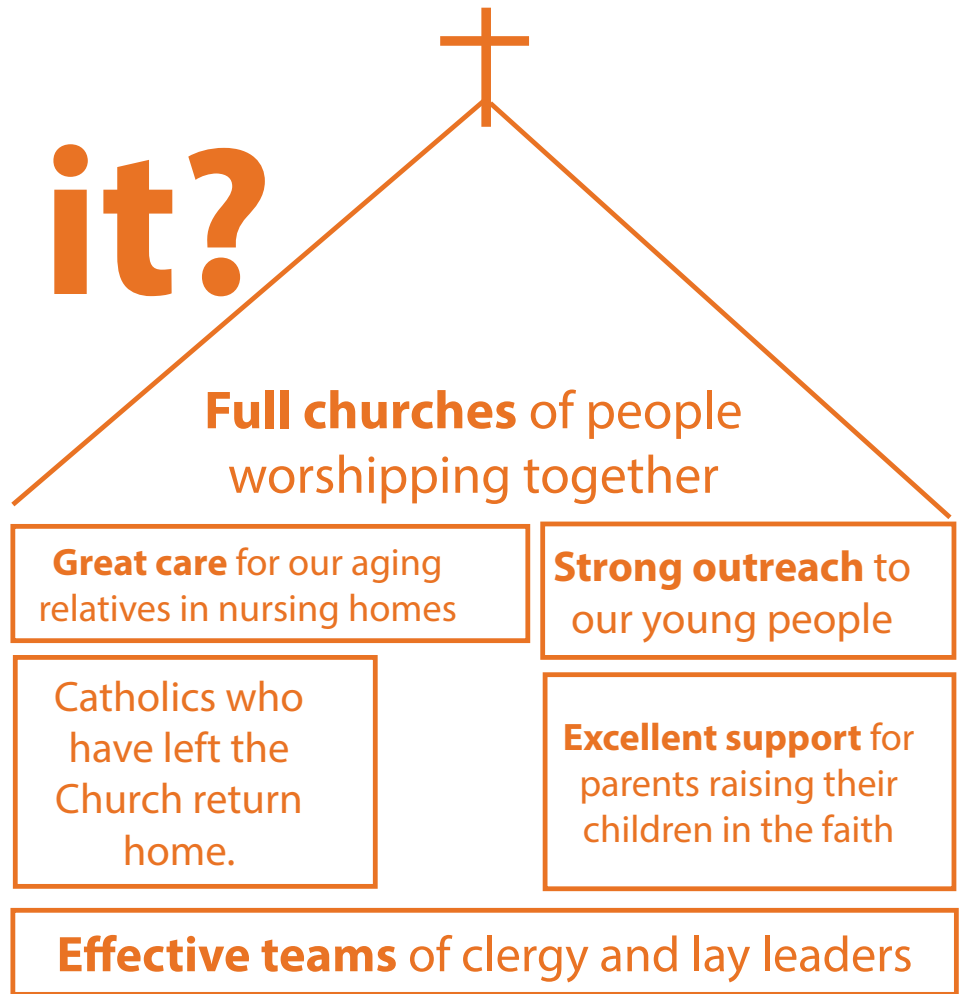 it?
Full churches of people
worshipping together
Great care for our aging
relatives in nursing homes
Strong outreach to
our young people
Catholics who
have left the
Church return
home.
Excellent support for
parents raising their
children in the faith
Effective teams of clergy and lay leaders